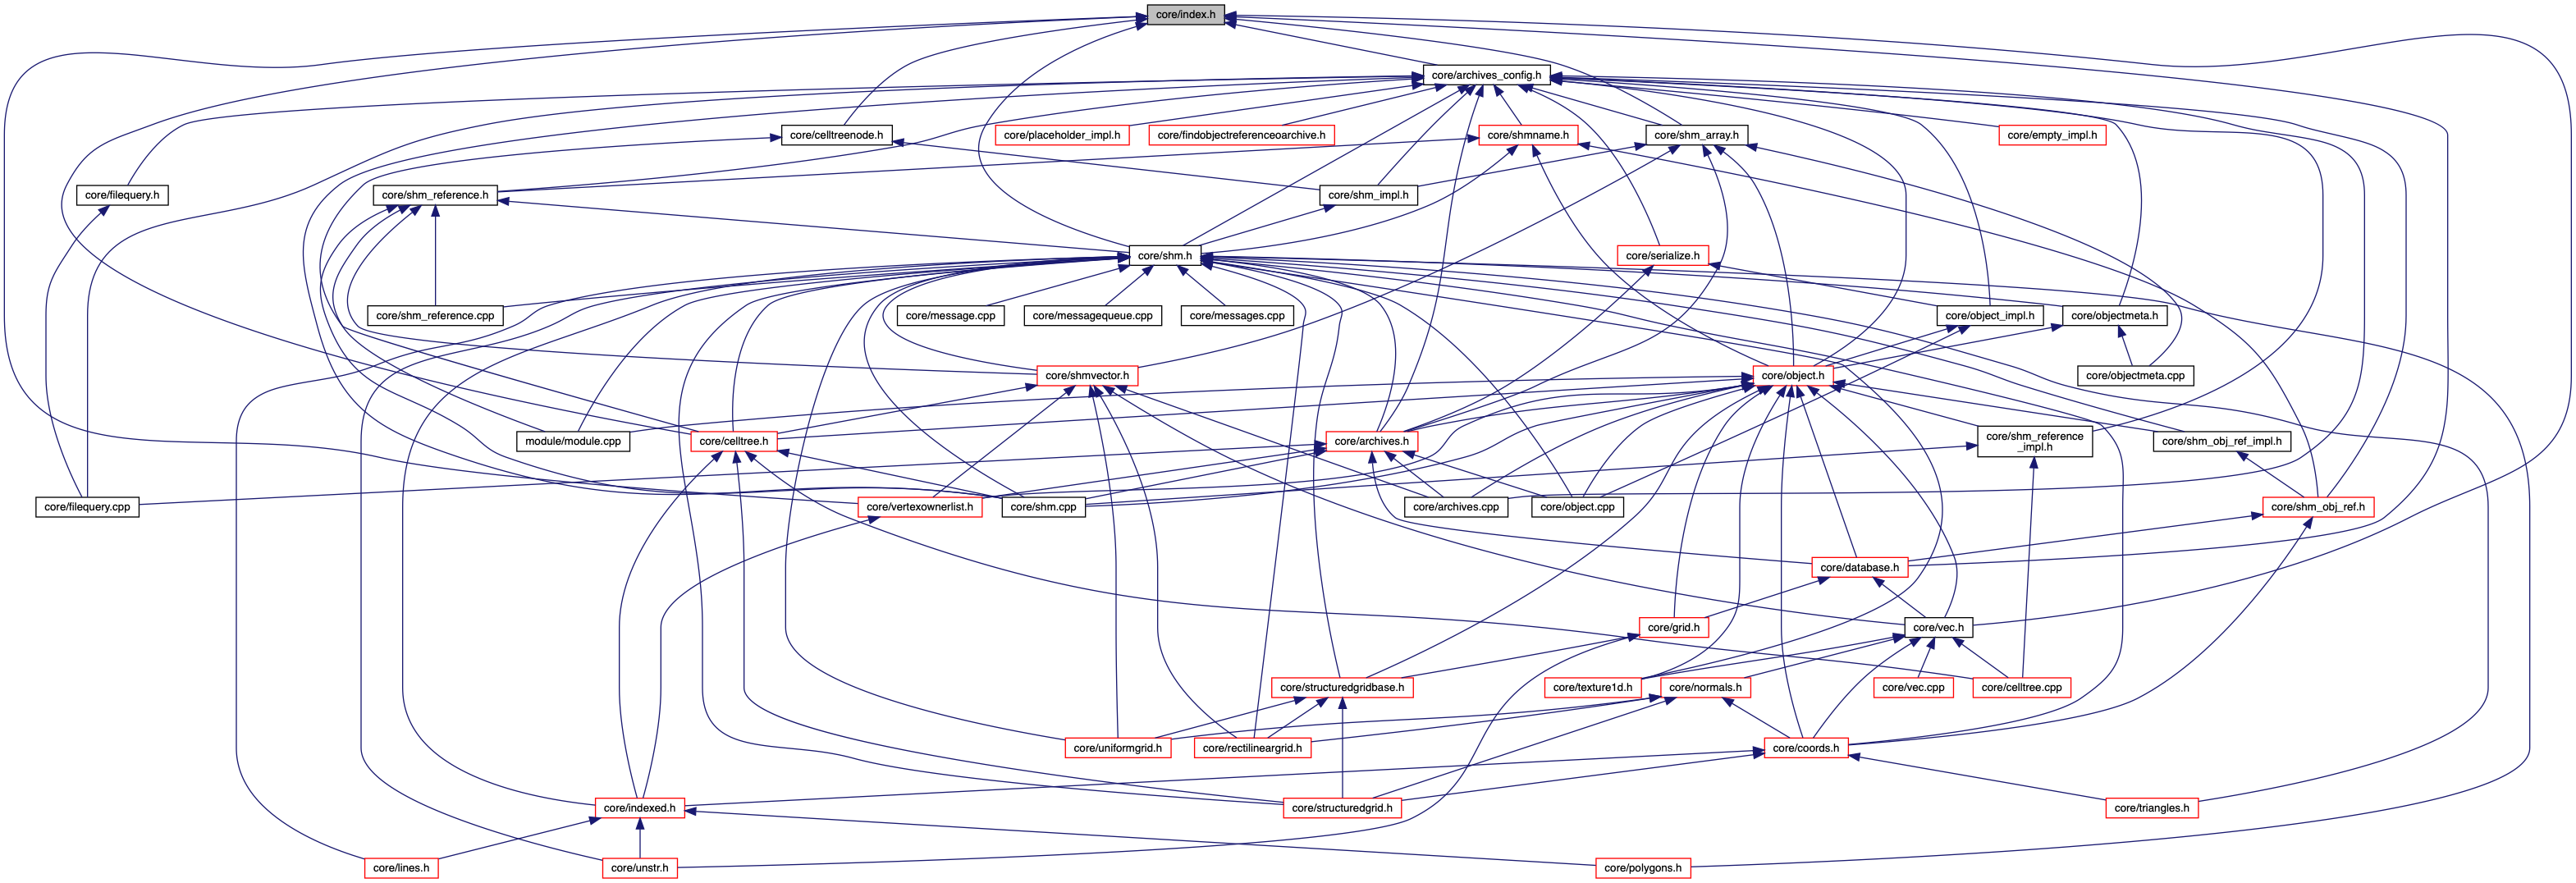 core/index.h
core/archives_config.h
core/celltreenode.h
core/placeholder_impl.h
core/findobjectreferenceoarchive.h
core/shmname.h
core/shm_array.h
core/empty_impl.h
core/filequery.h
core/shm_reference.h
core/shm_impl.h
core/shm.h
core/serialize.h
core/shm_reference.cpp
core/message.cpp
core/messagequeue.cpp
core/messages.cpp
core/object_impl.h
core/objectmeta.h
core/shmvector.h
core/object.h
core/objectmeta.cpp
module/module.cpp
core/celltree.h
core/archives.h
core/shm_reference
_impl.h
core/shm_obj_ref_impl.h
core/filequery.cpp
core/vertexownerlist.h
core/shm.cpp
core/archives.cpp
core/object.cpp
core/shm_obj_ref.h
core/database.h
core/grid.h
core/vec.h
core/structuredgridbase.h
core/texture1d.h
core/normals.h
core/vec.cpp
core/celltree.cpp
core/uniformgrid.h
core/rectilineargrid.h
core/coords.h
core/indexed.h
core/structuredgrid.h
core/triangles.h
core/lines.h
core/unstr.h
core/polygons.h